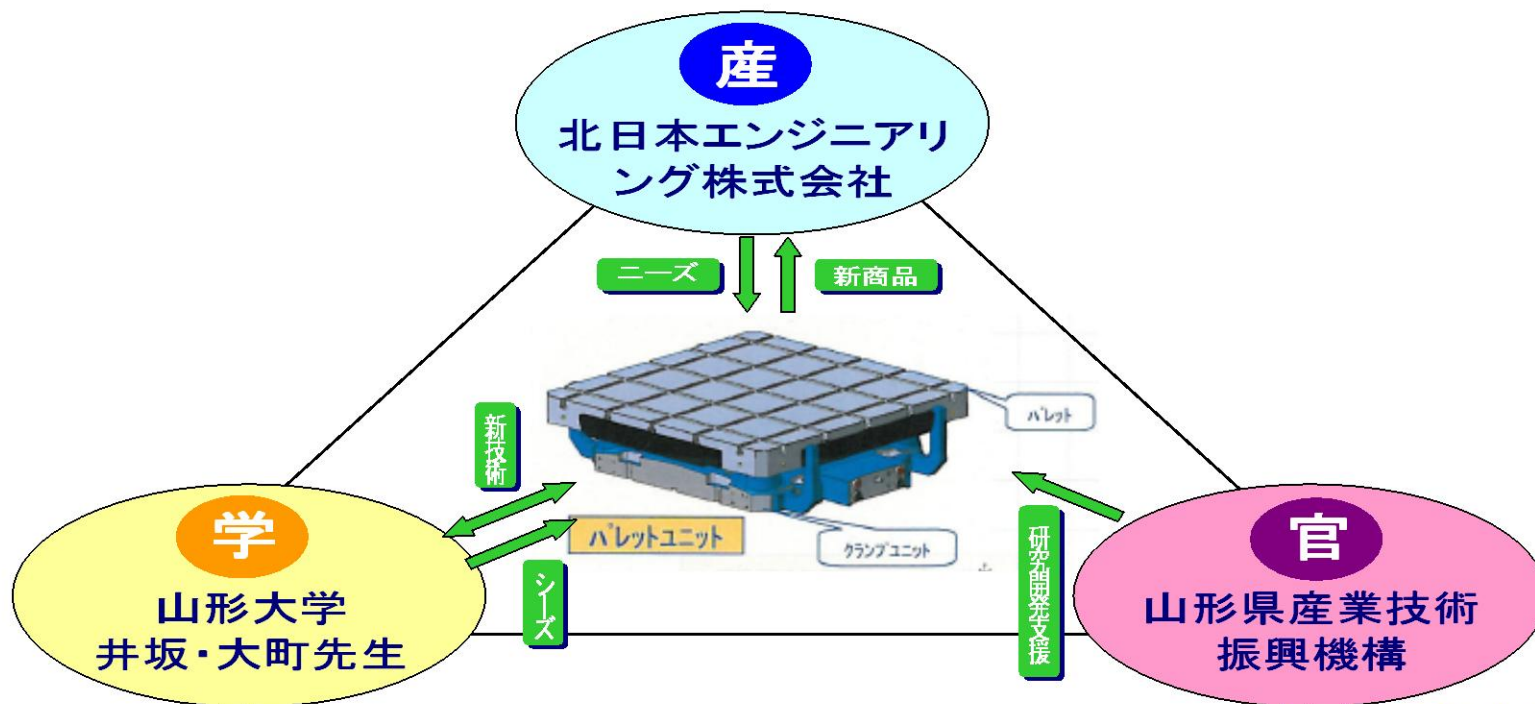 産
北日本エンジニアリ
ング株式会社
ニーズ
新商品
パレット
新技術
パレットユニット
クランプユニット
シーズ
研究開発支援
学
山形大学
井坂・大町先生
官
山形県産業技術
振興機構